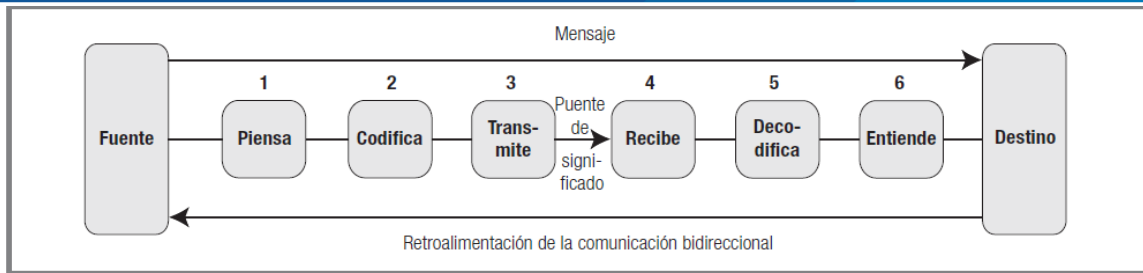 Mensaje
1
2
3
4
5
6
Fuente
Piensa
Codifica
Trans-
mite
Puente
de
signi-
ficado
Recibe
Deco-
difica
Entiende
Destino
Retroalimentación de la comunicación bidireccional